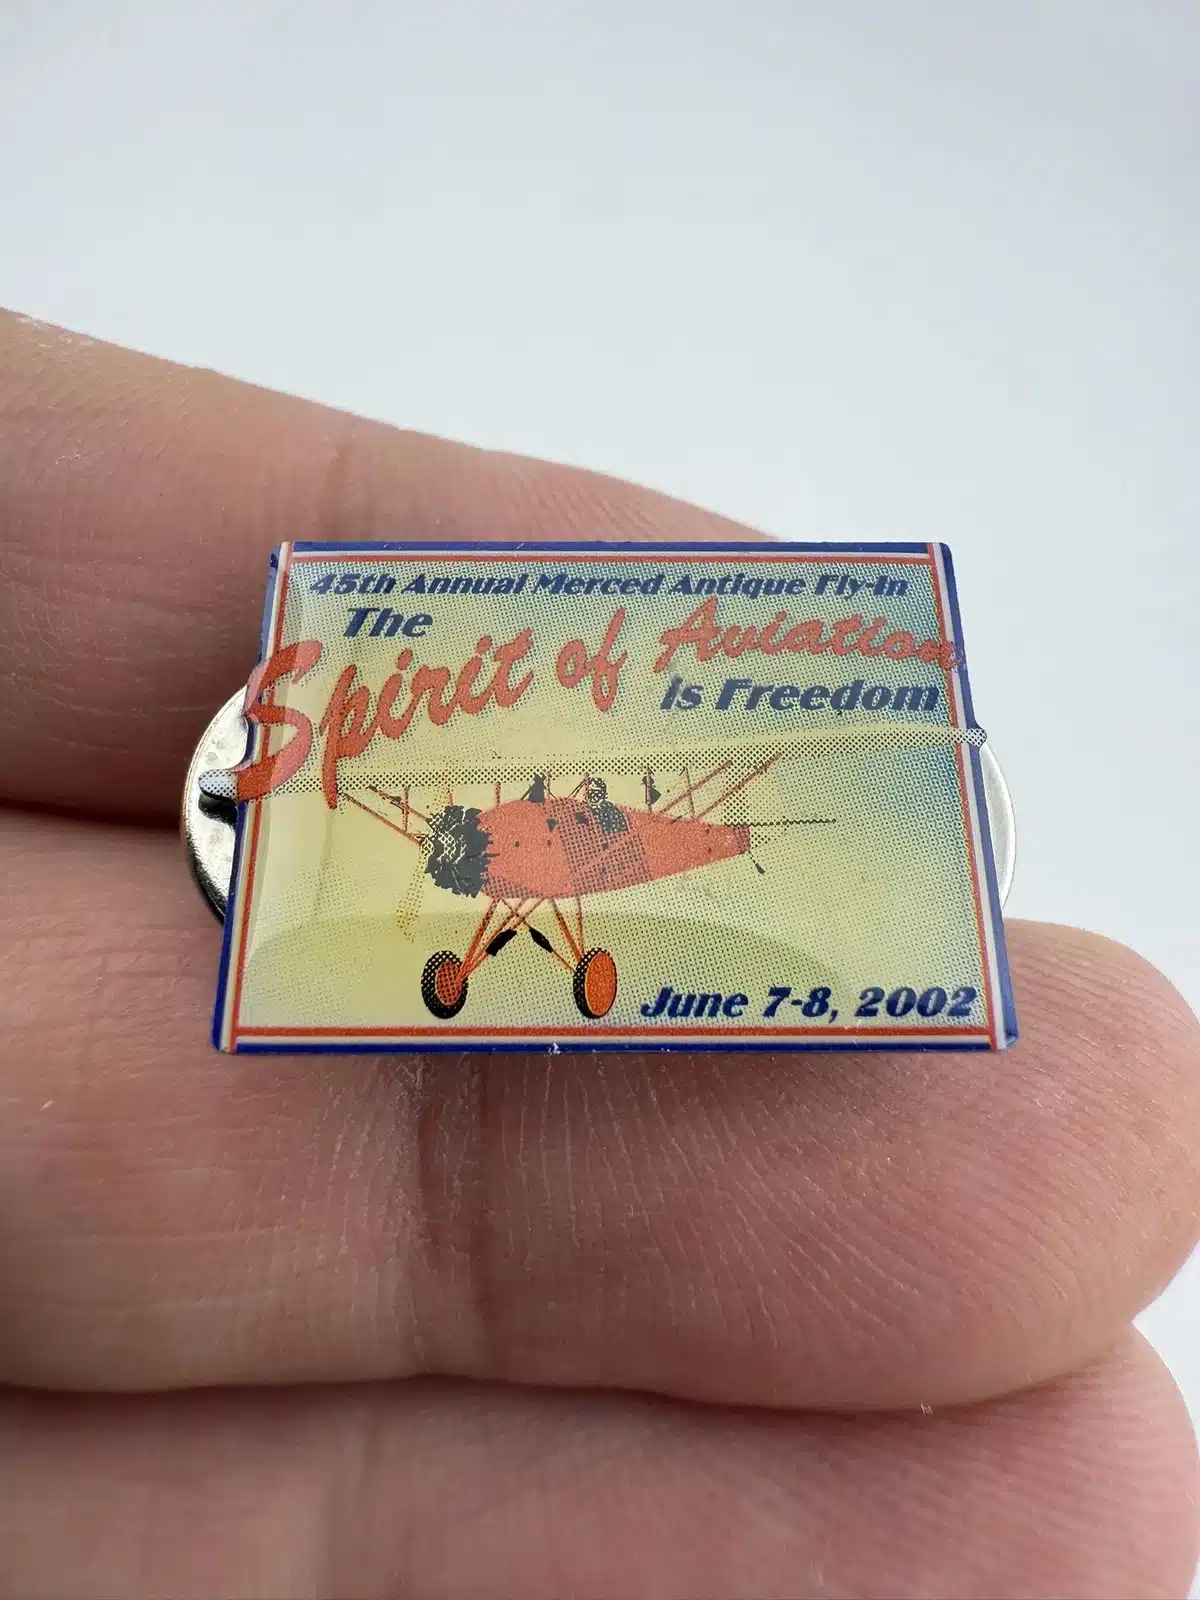 45th Annual Merced Antique Fly-In
The
Spirit of Aviation
Is Freedom
June 7-8, 2002